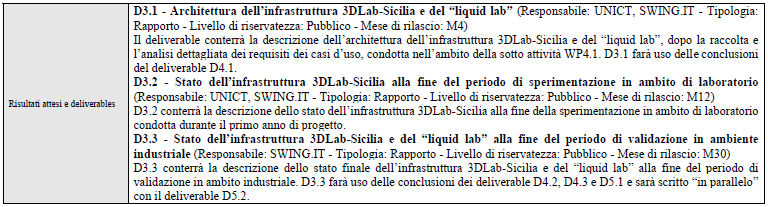 Risultati attesi e deliverables
D3.1 - Architettura dell’infrastruttura 3DLab-Sicilia e del “liquid lab” (Responsabile: UNICT, SWING.IT - Tipologia:
Rapporto - Livello di riservatezza: Pubblico - Mese di rilascio: M4)
Il deliverable conterrà la descrizione dell’architettura dell’infrastruttura 3DLab-Sicilia e del “liquid lab”, dopo la raccolta e
l’analisi dettagliata dei requisiti dei casi d’uso, condotta nell’ambito della sotto attività WP4.1. D3.1 farà uso delle conclusioni
del deliverable D4.1.
D3.2 - Stato dell’infrastruttura 3DLab-Sicilia alla fine del periodo di sperimentazione in ambito di laboratorio
(Responsabile: UNICT, SWING.IT - Tipologia: Rapporto - Livello di riservatezza: Pubblico - Mese di rilascio: M12)
D3.2 conterrà la descrizione dello stato dell’infrastruttura 3DLab-Sicilia alla fine della sperimentazione in ambito di laboratorio
condotta durante il primo anno di progetto.
D3.3 - Stato dell’infrastruttura 3DLab-Sicilia e del “liquid lab” alla fine del periodo di validazione in ambiente
industriale (Responsabile: SWING.IT - Tipologia: Rapporto - Livello di riservatezza: Pubblico - Mese di rilascio: M30)
D3.3 conterrà la descrizione dello stato finale dell’infrastruttura 3DLab-Sicilia e del “liquid lab” alla fine del periodo di
validazione in ambito industriale. D3.3 farà uso delle conclusioni dei deliverable D4.2, D4.3 e D5.1 e sarà scritto “in parallelo”
con il deliverable D5.2.